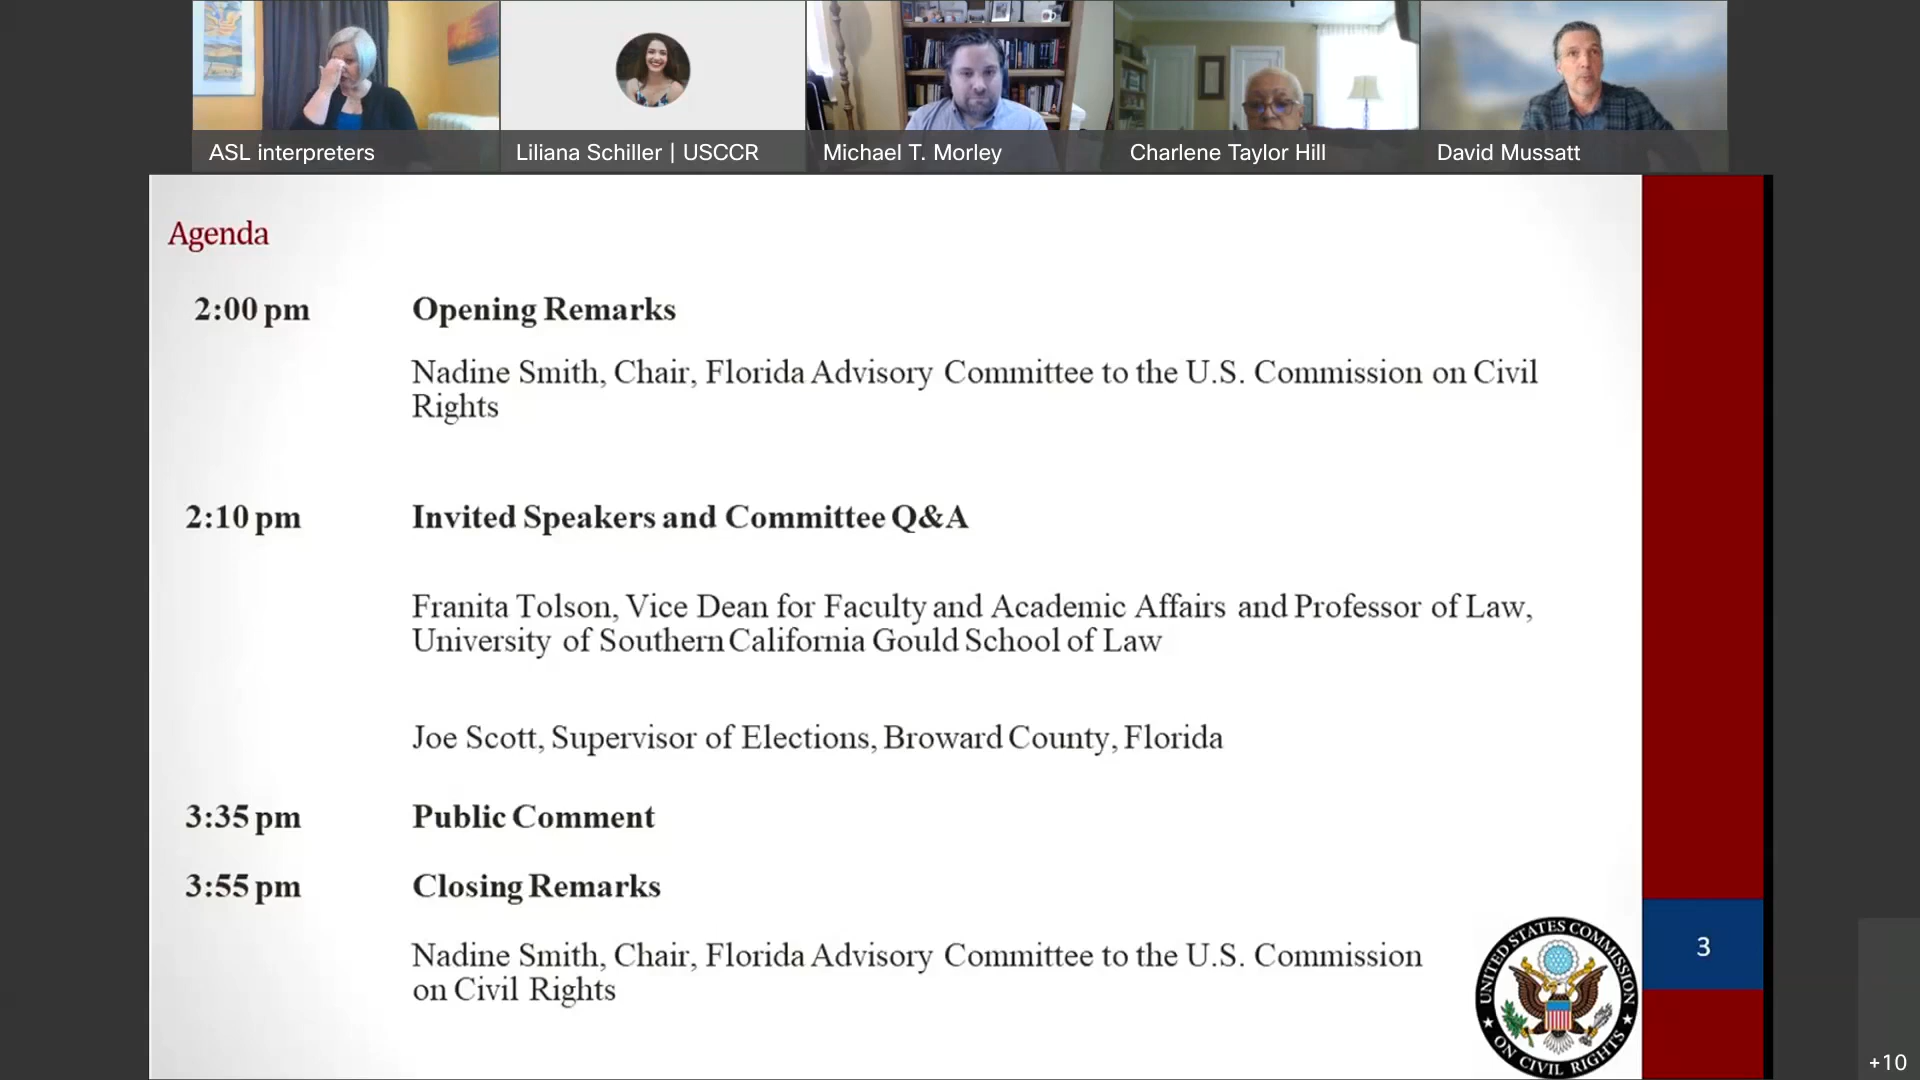 ASL interpreters
Liliana Schiller | USCCR
Michael T. Morley
Charlene Taylor Hill
David Mussatt
Agenda
2:00 pm Opening Remarks
Nadine Smith, Chair, Florida Advisory Committee to the U.S. Commission on Civil
Rights
2:10 pm Invited Speakers and Committee Q&A
Franita Tolson, Vice Dean for Faculty and Academic Affairs and Professor of Law,
University of Southern California Gould School of Law
Joe Scott, Supervisor of Elections, Broward County, Florida
3:35 pm Public Comment
3:55 pm Closing Remarks
Nadine Smith, Chair, Florida Advisory Committee to the U.S. Commission
on Civil Rights
UNITED STATES COMMISSION
ON CIVIL RIGHTS
3
+10